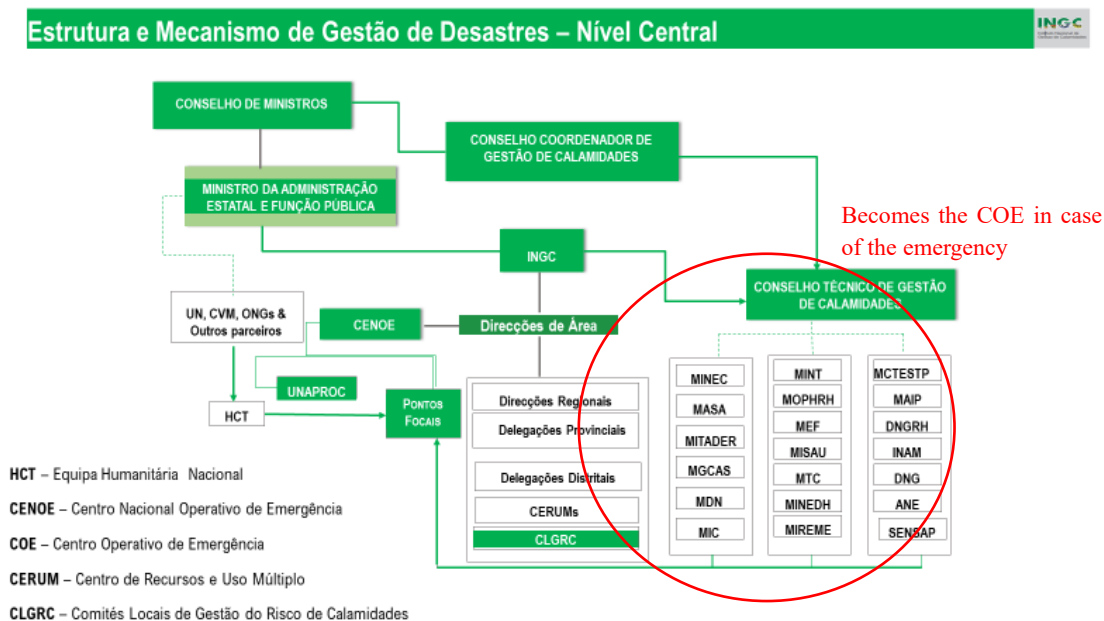 Estrutura e Mecanismo de Gestão de Desastres – Nível Central
INGC
CONSELHO DE MINISTROS
CONSELHO COORDENADOR DE
GESTÃO DE CALAMIDADES
MINISTRO DA ADMINISTRAÇÃO
ESTATAL E FUNÇÃO PÚBLICA
Becomes the COE in case
of the emergency
INGC
CONSELHO TÉCNICO DE GESTÃO
DE CALAMIDADES
UN, CVM, ONGs &
Outros parceiros
CENOE
Direcções de Área
UNAPROC
HCT
PONTOS
FOCAIS
Direcções Regionais
Delegações Provinciais
Delegações Distritais
CERUMs
CLGRC
MINEC
MASA
MITADER
MGCAS
MDN
MIC
MINT
MOPHRH
MEF
MISAU
MTC
MINEDH
MIREME
MCTESTP
MAIP
DNGRH
INAM
DNG
ANE
SENSAP
HCT – Equipa Humanitária Nacional
CENOE – Centro Nacional Operativo de Emergência
COE – Centro Operativo de Emergência
CERUM – Centro de Recursos e Uso Múltiplo
CLGRC – Comités Locais de Gestão do Risco de Calamidades